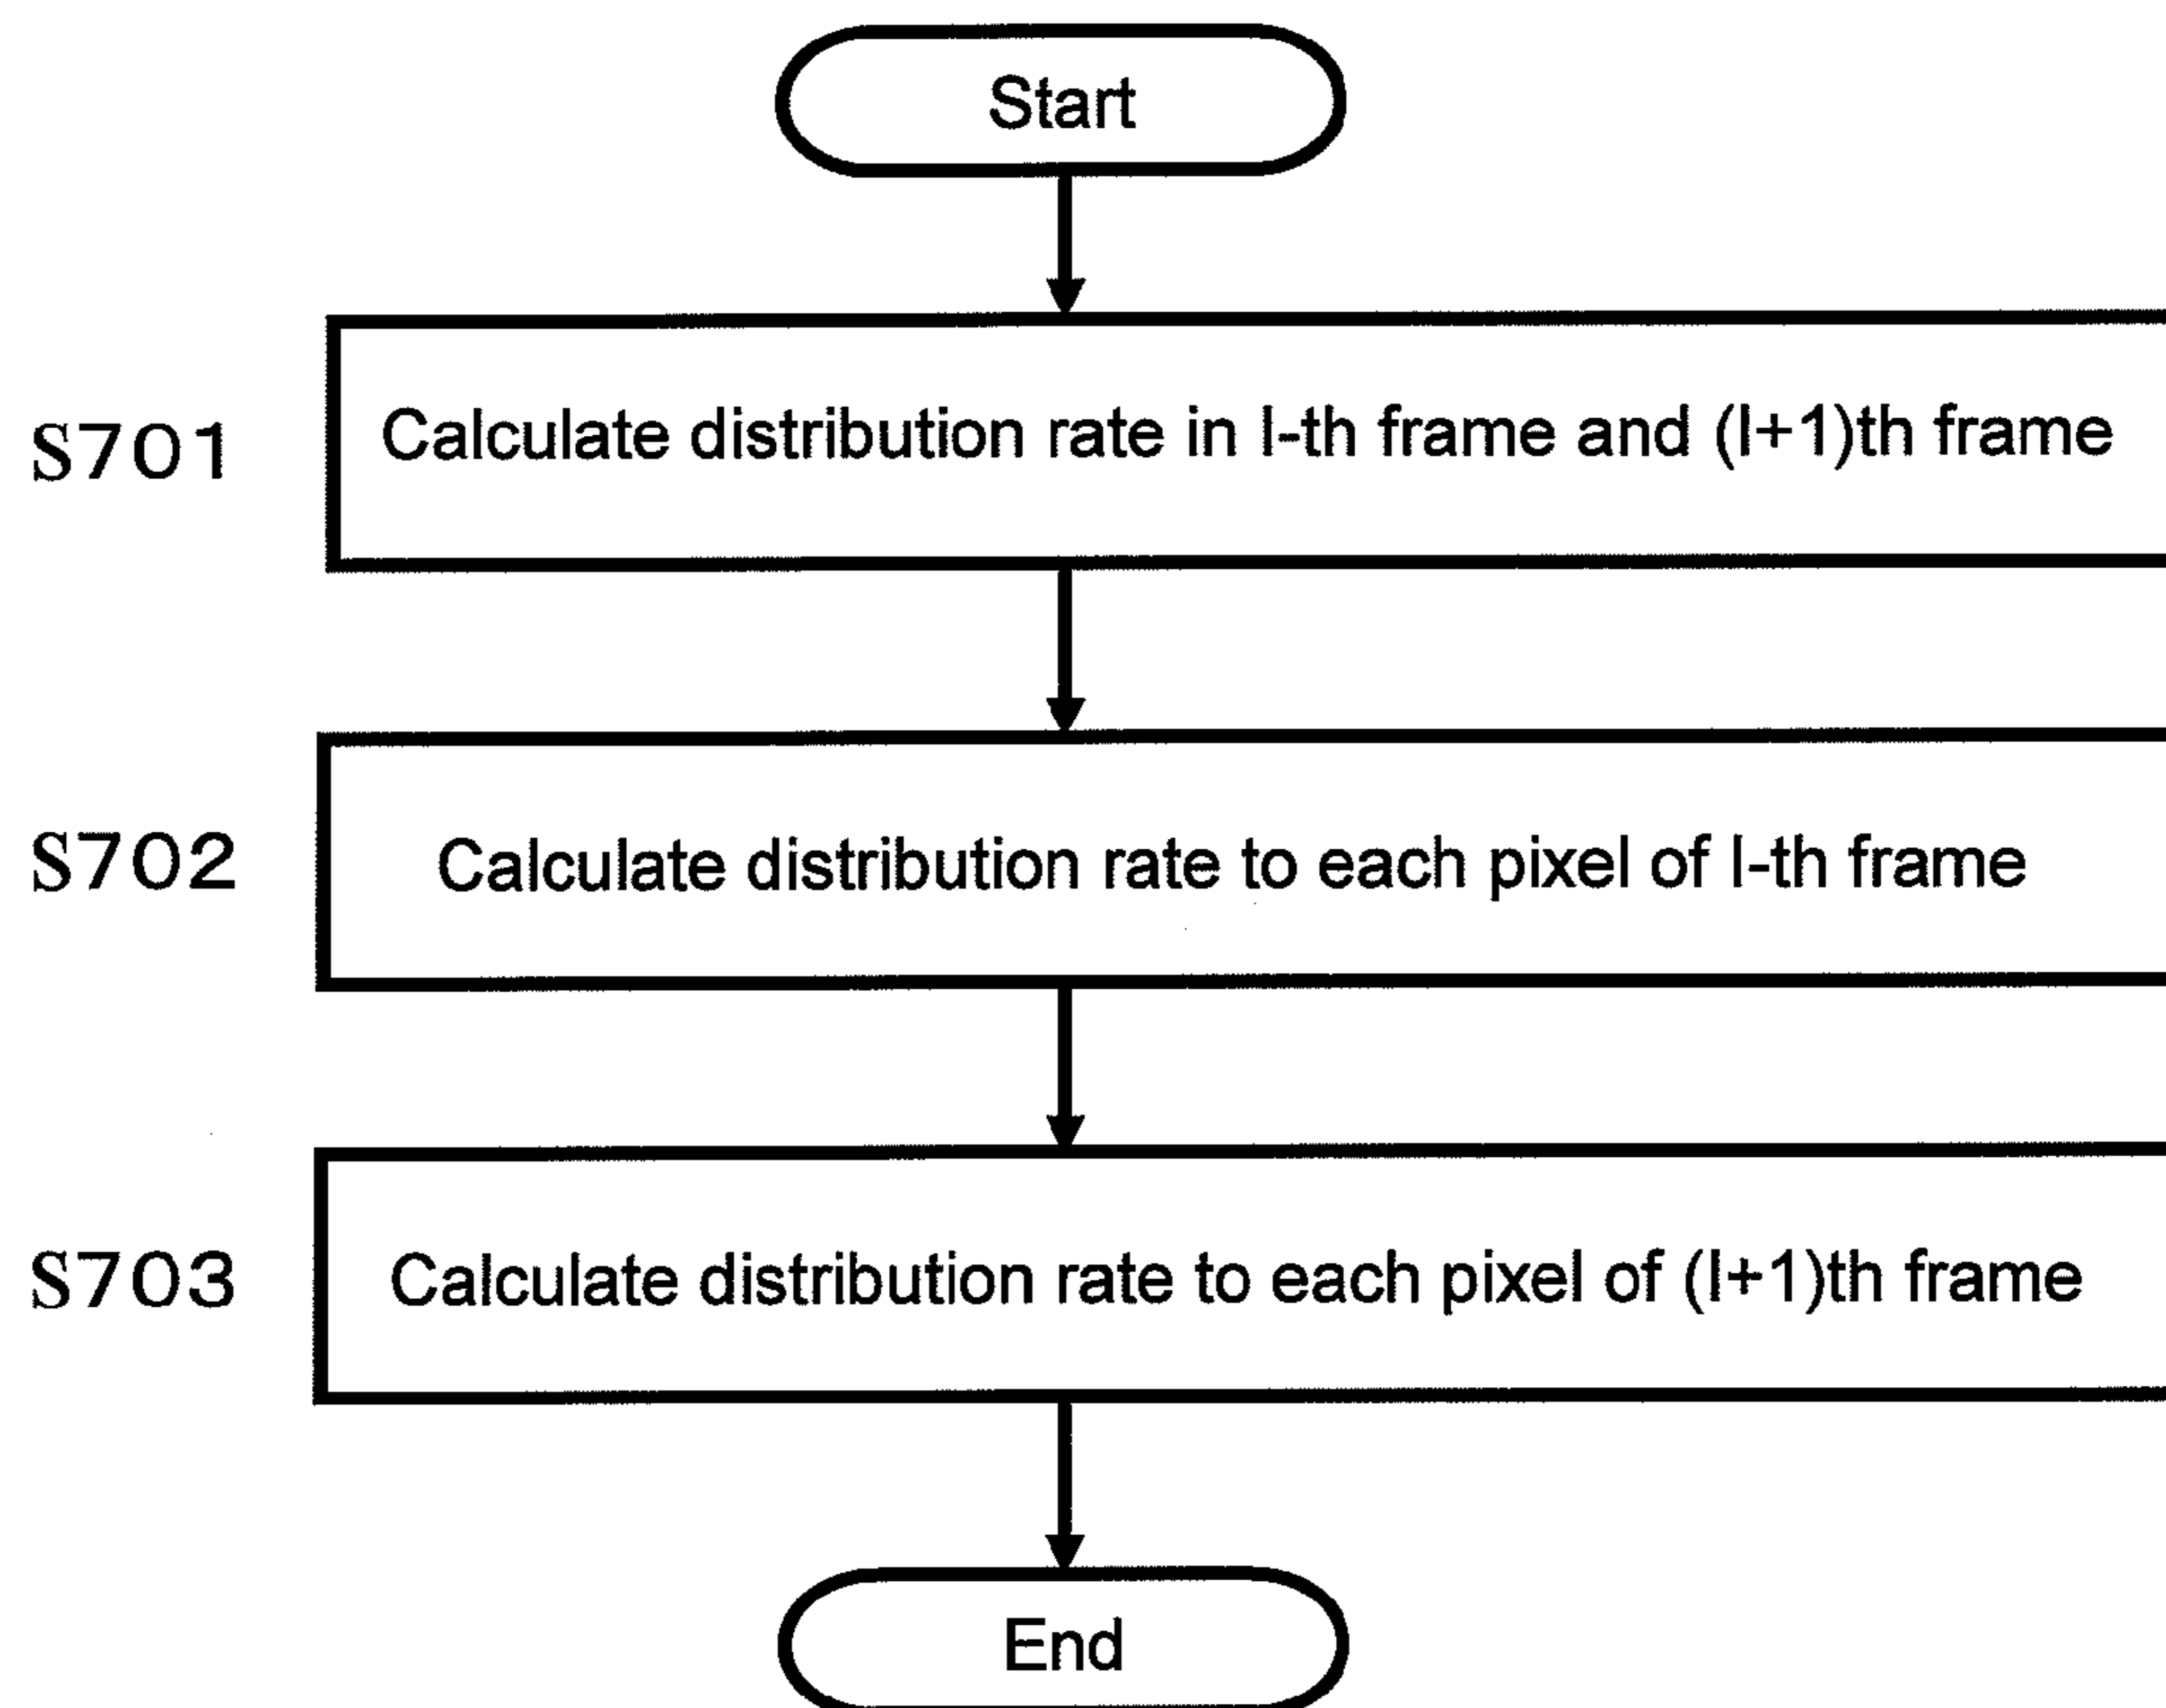 Start
S701 Calculate distribution rate in l-th frame and (l+1)th frame
S702 Calculate distribution rate to each pixel of l-th frame
S703 Calculate distribution rate to each pixel of (l+1)th frame
End